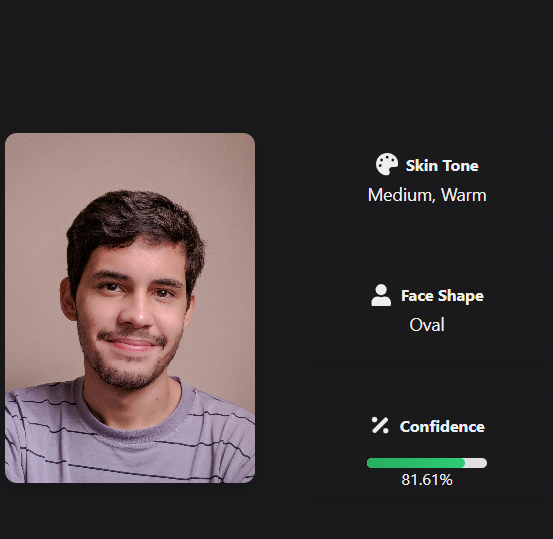 Skin Tone
Medium, Warm
Face Shape
Oval
Confidence
81.61%